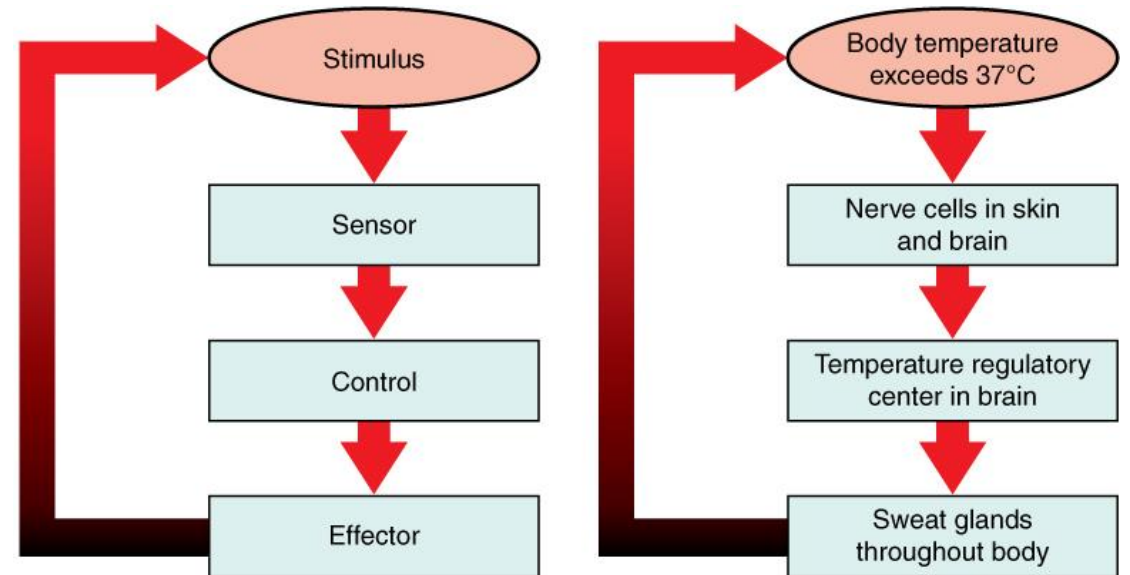 Stimulus
Sensor
Control
Effector
Body temperature
exceeds 37°C
Nerve cells in skin
and brain
Temperature regulatory
center in brain
Sweat glands
throughout body